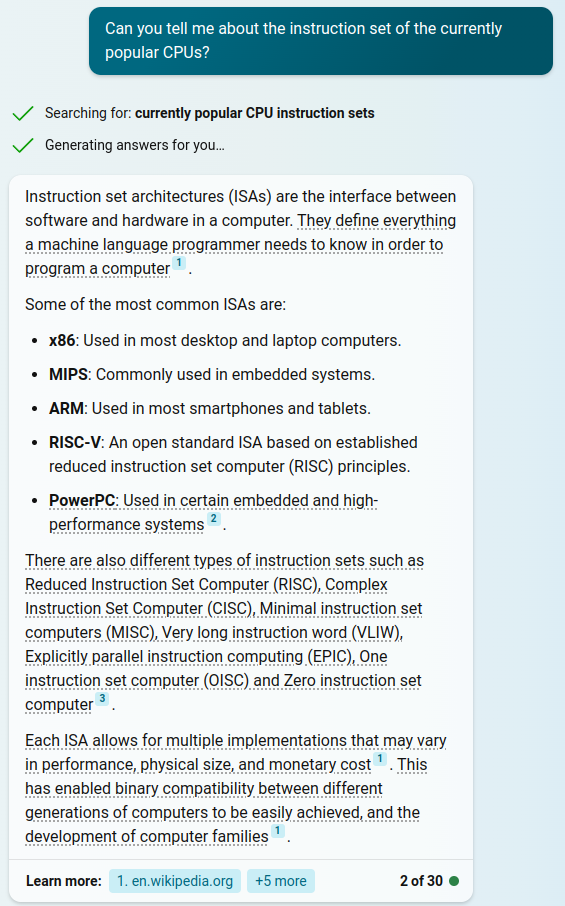 Can you tell me about the instruction set of the currently
popular CPUs?
Searching for: currently popular CPU instruction sets
Generating answers for you...
Instruction set architectures (ISAs) are the interface between
software and hardware in a computer. They define everything
a machine language programmer needs to know in order to
program a computer 1 .
Some of the most common ISAs are:
• x86: Used in most desktop and laptop computers.
• MIPS: Commonly used in embedded systems.
• ARM: Used in most smartphones and tablets.
• RISC-V: An open standard ISA based on established
reduced instruction set computer (RISC) principles.
• PowerPC: Used in certain embedded and high-
performance systems 2 .
There are also different types of instruction sets such as
Reduced Instruction Set Computer (RISC), Complex
Instruction Set Computer (CISC), Minimal instruction set
computers (MISC), Very long instruction word (VLIW),
Explicitly parallel instruction computing (EPIC), One
instruction set computer (OISC) and Zero instruction set
computer 3 .
Each ISA allows for multiple implementations that may vary
in performance, physical size, and monetary cost 1 . This
has enabled binary compatibility between different
generations of computers to be easily achieved, and the
development of computer families 1 .
Learn more: 1. en.wikipedia.org +5 more 2 of 30